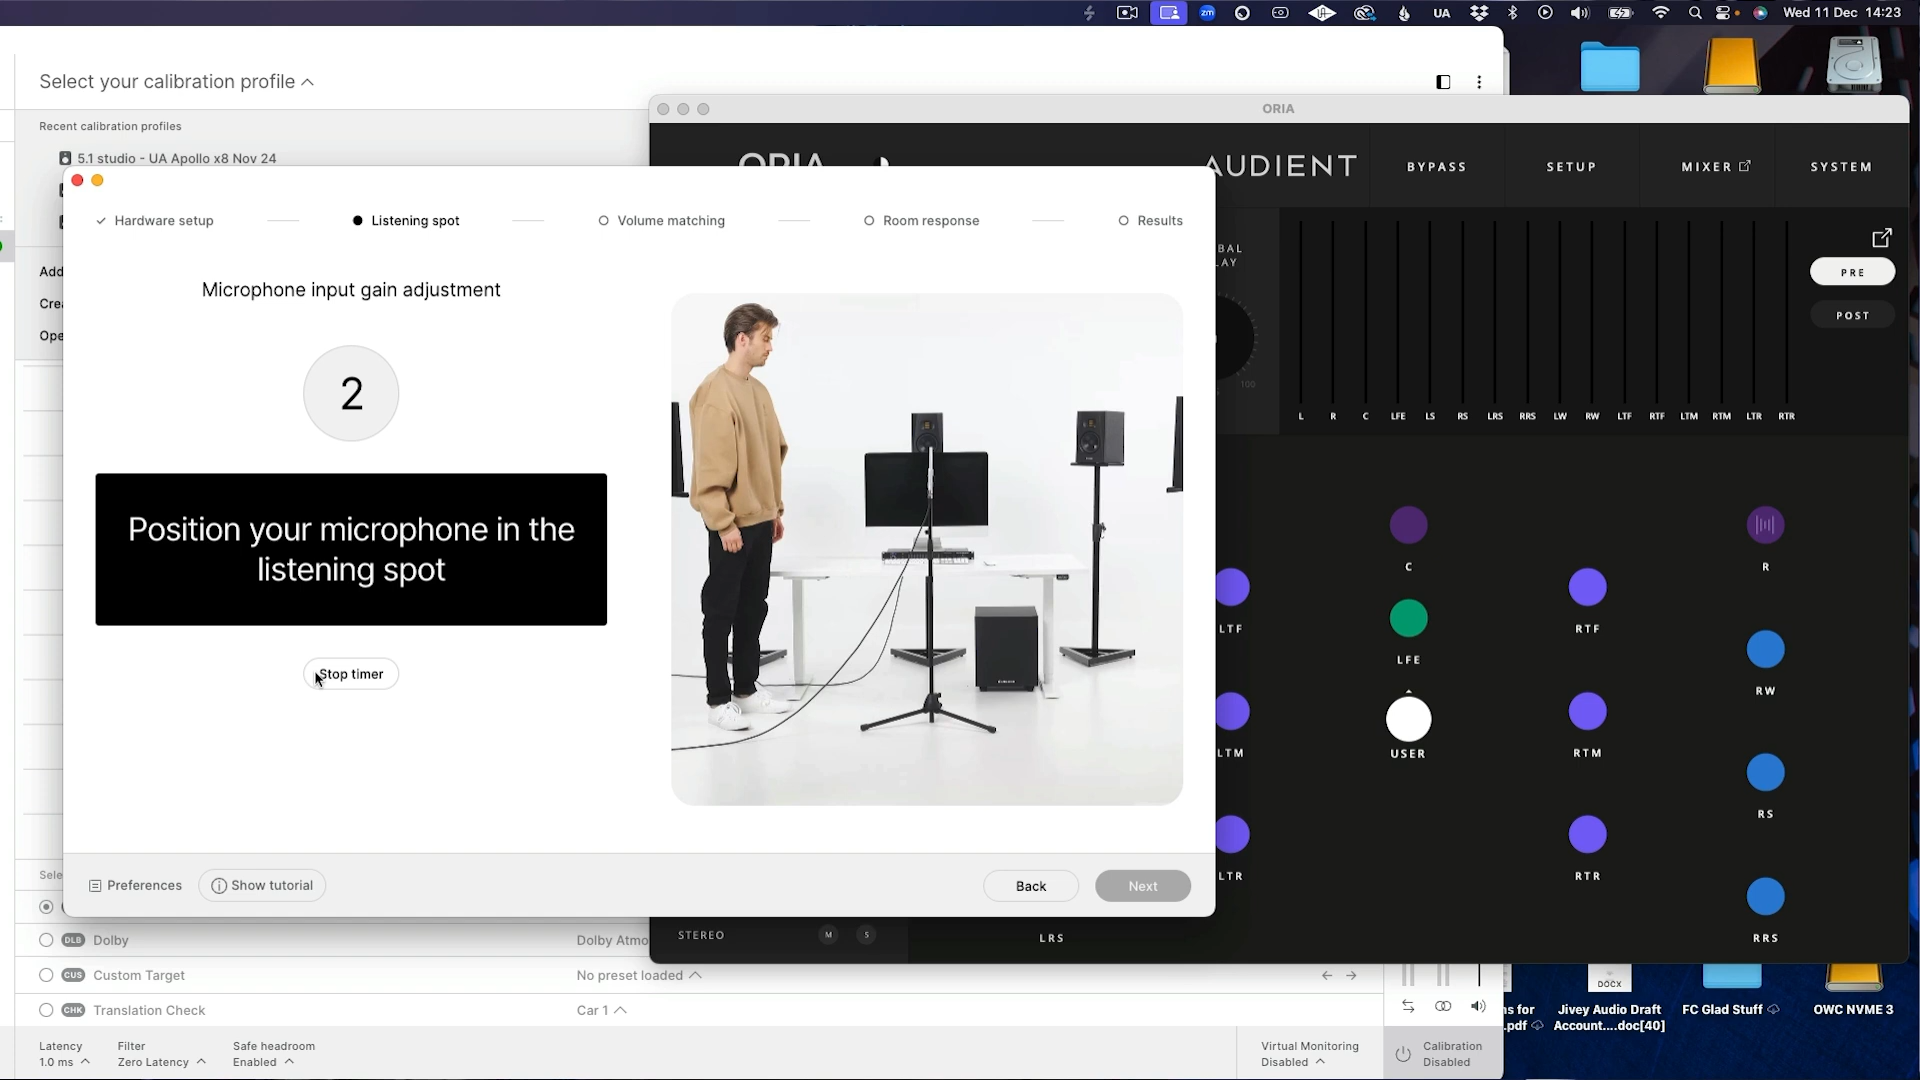 UA
Wed 11 Dec 14:23
Select your calibration profile
Recent calibration profiles
5.1 studio - UA Apollo x8 Nov 24
ORIA
ORIA
AUDIENT
BYPASS
SETUP
MIXER
SYSTEM
Hardware setup
Listening spot
Volume matching
Room response
Results
Microphone input gain adjustment
2
Position your microphone in the
listening spot
Stop timer
Preferences
Show tutorial
Back
Next
100
PRE
POST
L R C LFE LS RS LRS RRS LW RW LTF RTF LTM RTM LTR RTR
C
R
LTF
RTF
LFE
RW
LTM
USER
RTM
RS
LTR
RTR
STEREO
M
S
LRS
RRS
DLB Dolby
CUS Custom Target
No preset loaded
CHK Translation Check
Car 1
Latency
1.0 ms
Filter
Zero Latency
Safe headroom
Enabled
Virtual Monitoring
Disabled
Calibration
Disabled
DOCX
Jivey Audio Draft
Account....doc[40]
FC Glad Stuff
OWC NVME 3